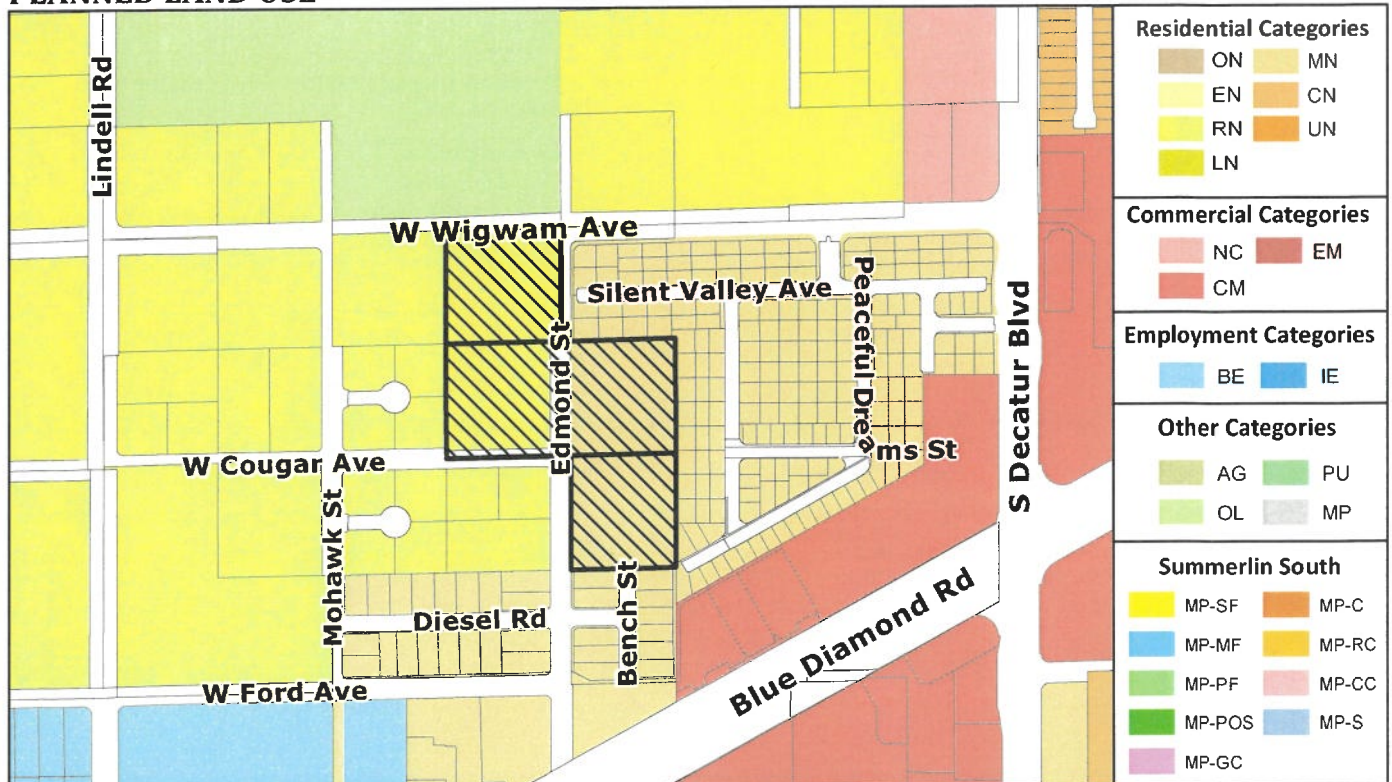 PLANNED LAND USE
Lindell Rd
W Wigwam Ave
Silent Valley Ave
Peaceful Dreams St
Edmond St
S Decatur Blvd
W Cougar Ave
Mohawk St
Diesel Rd
Bench St
Blue Diamond Rd
W Ford Ave
Residential Categories
ON MN
EN CN
RN UN
LN
Commercial Categories
NC EM
CM
Employment Categories
BE IE
Other Categories
AG PU
OL MP
Summerlin South
MP-SF MP-C
MP-MF MP-RC
MP-PF MP-CC
MP-POS MP-S
MP-GC